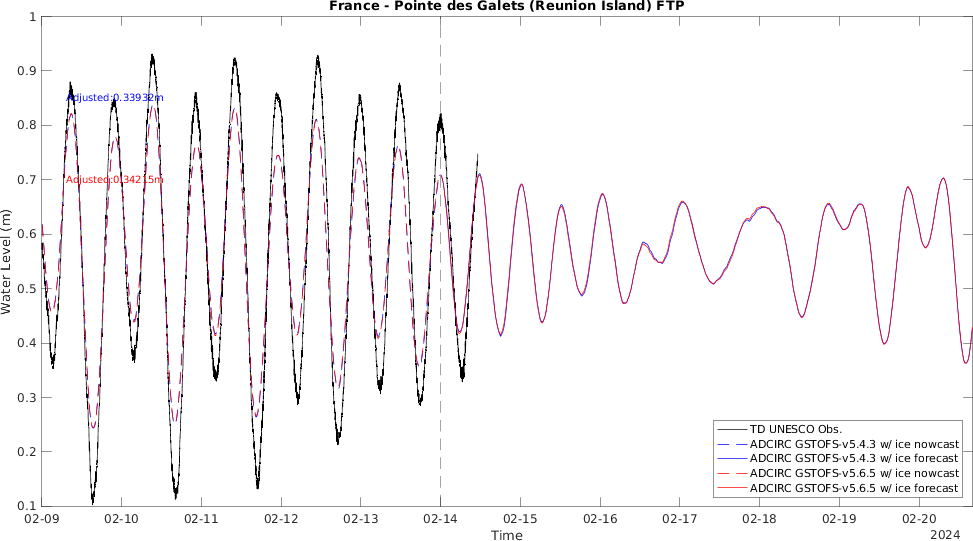 France - Pointe des Galets (Reunion Island) FTP
1
0.9
0.8
0.7
0.6
0.5
0.4
0.3
0.2
0.1
Water Level (m)
Adjusted:0.33932m
Adjusted:0.34215m
TD UNESCO Obs.
ADCIRC GSTOFS-v5.4.3 w/ ice nowcast
ADCIRC GSTOFS-v5.4.3 w/ ice forecast
ADCIRC GSTOFS-v5.6.5 w/ ice nowcast
ADCIRC GSTOFS-v5.6.5 w/ ice forecast
02-09 02-10 02-11 02-12 02-13 02-14 02-15 02-16 02-17 02-18 02-19 02-20
Time
2024